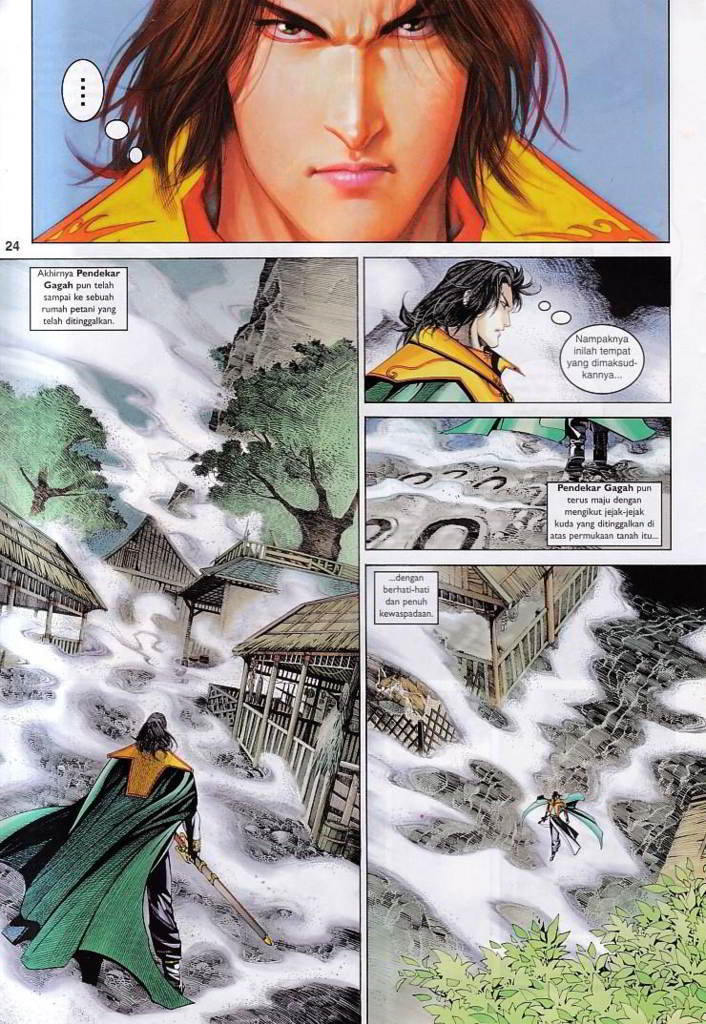 ....
24
Akhirnya Pendekar
Gagah pun telah
sampai ke sebuah
rumah petani yang
telah ditinggalkan.
Nampaknya
inilah tempat
yang dimaksud-
kannya...
Pendekar Gagah pun
terus maju dengan
mengikut jejak-jejak
kuda yang ditinggalkan di
atas permukaan tanah itu...
...dengan
berhati-hati
dan penuh
kewaspadaan.